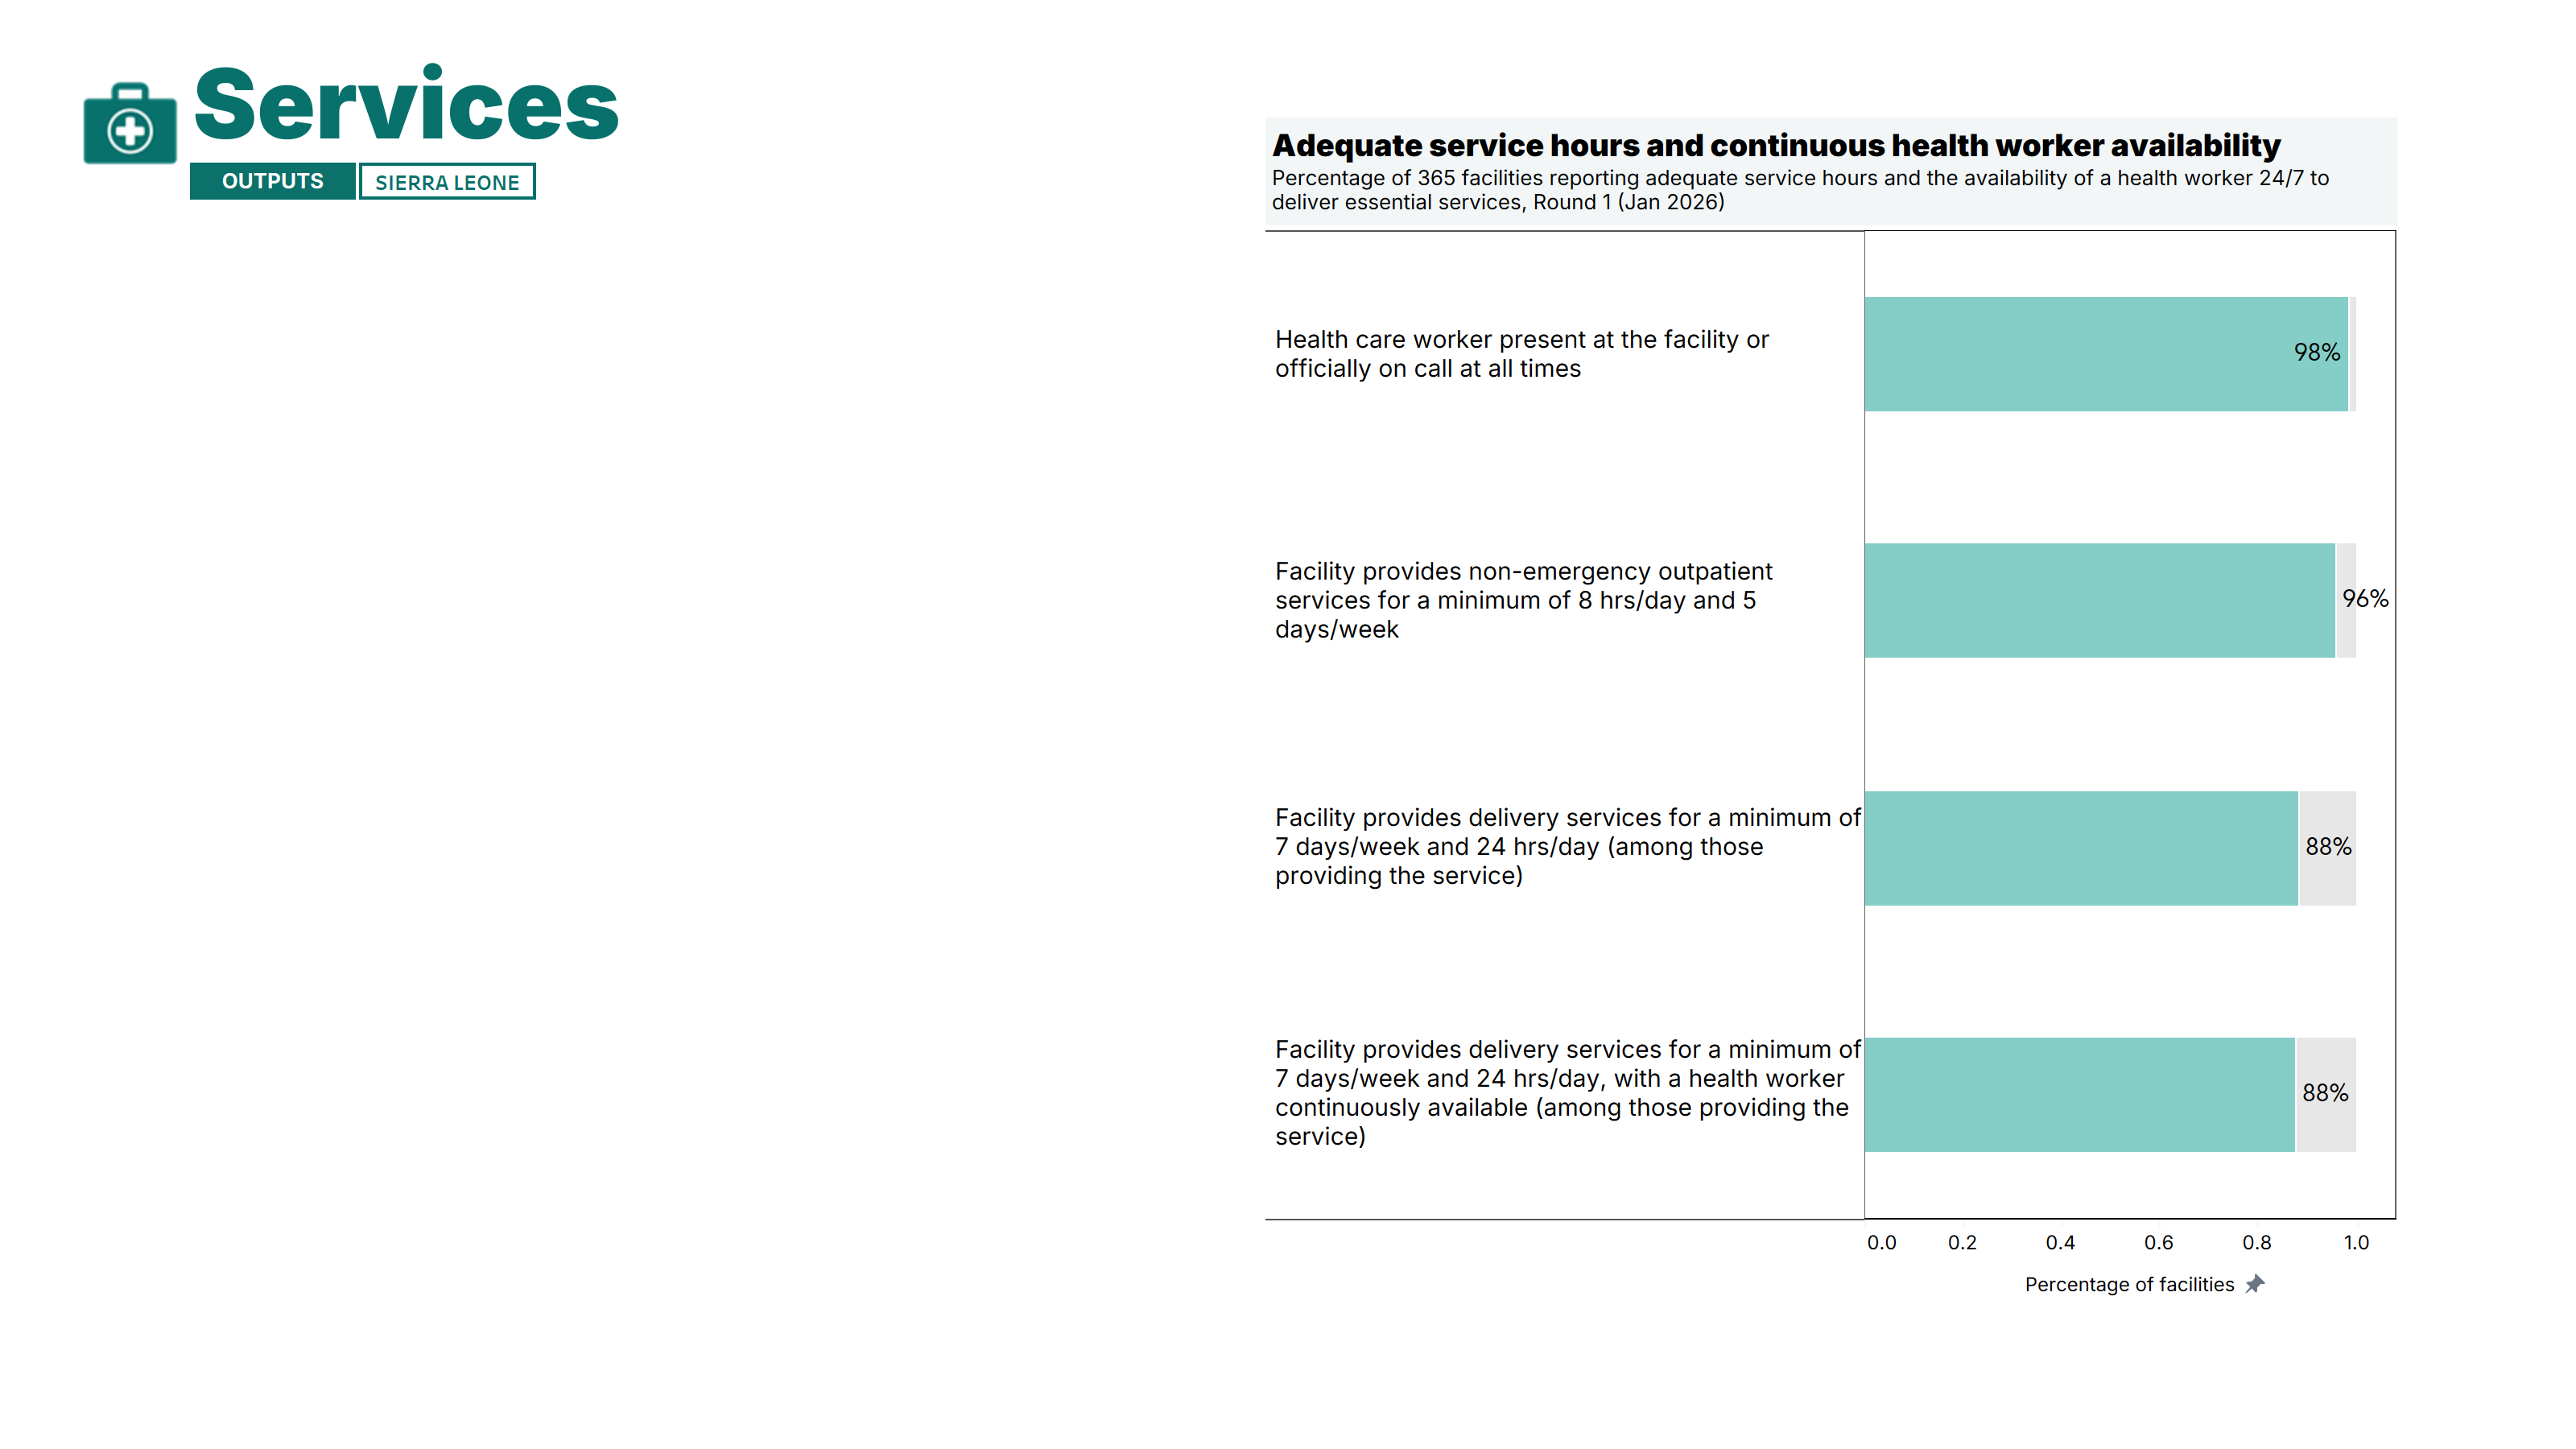 Services
OUTPUTS
SIERRA LEONE
Adequate service hours and continuous health worker availability
Percentage of 365 facilities reporting adequate service hours and the availability of a health worker 24/7 to
deliver essential services, Round 1 (Jan 2026)
Health care worker present at the facility or
officially on call at all times
98%
Facility provides non-emergency outpatient
services for a minimum of 8 hrs/day and 5
days/week
96%
Facility provides delivery services for a minimum of
7 days/week and 24 hrs/day (among those
providing the service)
88%
Facility provides delivery services for a minimum of
7 days/week and 24 hrs/day, with a health worker
continuously available (among those providing the
service)
88%
0.0 0.2 0.4 0.6 0.8 1.0
Percentage of facilities